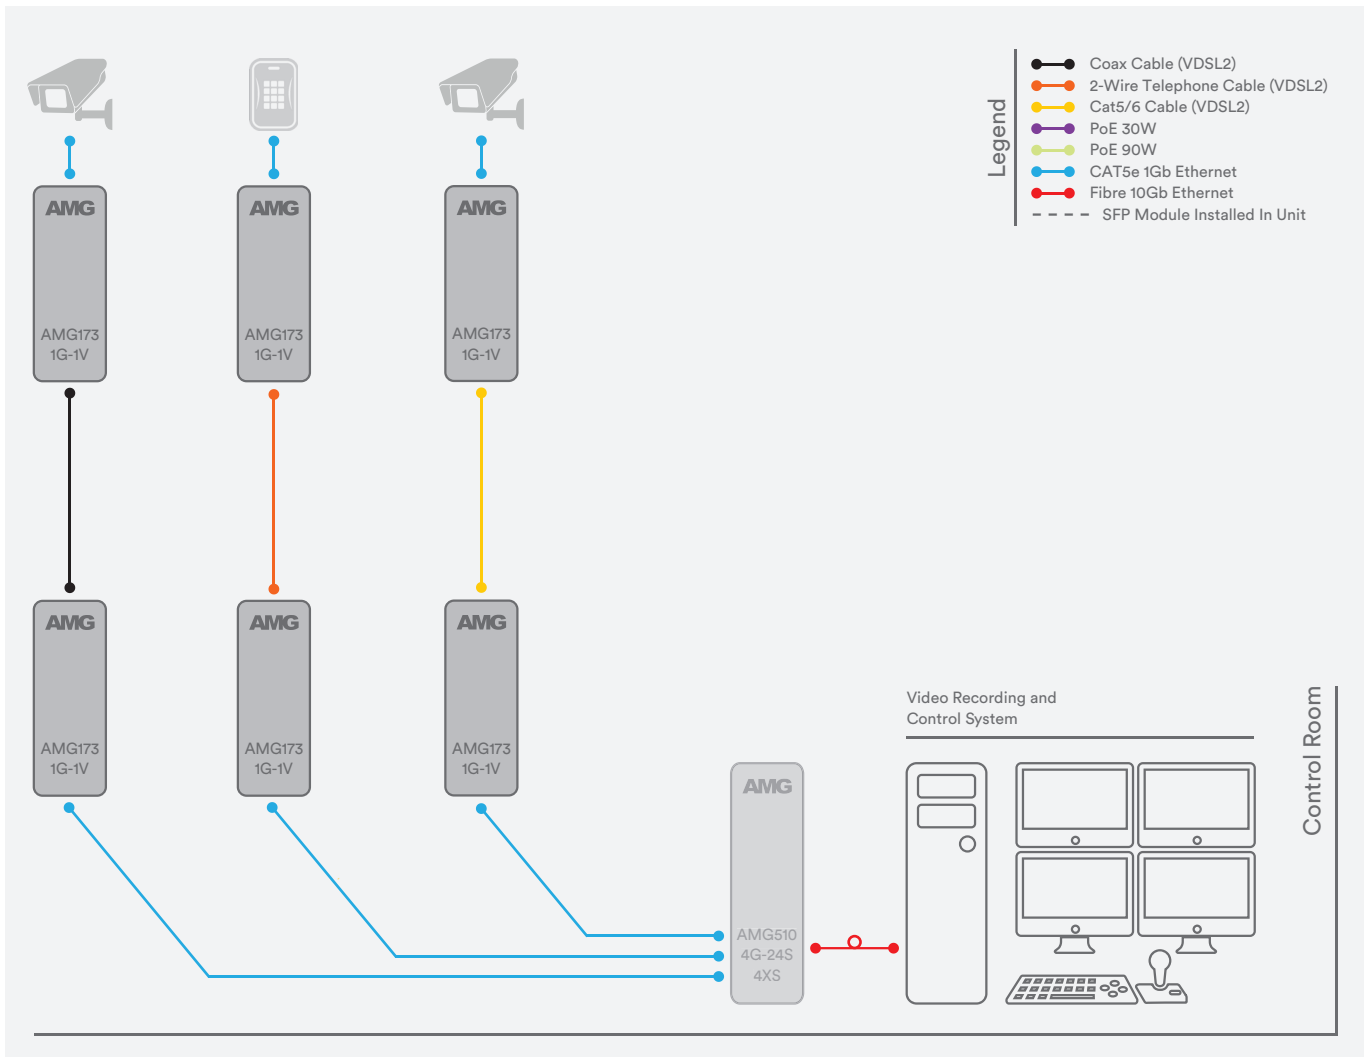 Legend
Coax Cable (VDSL2)
2-Wire Telephone Cable (VDSL2)
Cat5/6 Cable (VDSL2)
PoE 30W
PoE 90W
CAT5e 1Gb Ethernet
Fibre 10Gb Ethernet
SFP Module Installed In Unit
AMG
AMG173
1G-1V
AMG
AMG173
1G-1V
AMG
AMG173
1G-1V
AMG
AMG173
1G-1V
AMG
AMG173
1G-1V
AMG
AMG173
1G-1V
AMG
AMG510
4G-24S
4XS
Video Recording and
Control System
Control Room